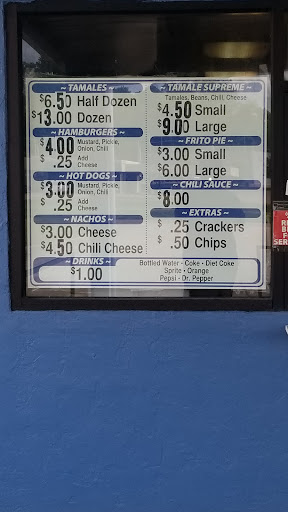 ~ TAMALES ~
$6.50 Half Dozen
$13.00 Dozen
~ HAMBURGERS ~
$4.00 Mustard, Pickle, Onion, Chili
$ .25 Add Cheese
~ HOT DOGS ~
$3.00 Mustard, Pickle, Onion, Chili
$ .25 Add Cheese
~ NACHOS ~
$3.00 Cheese
$4.50 Chili Cheese
~ TAMALE SUPREME ~
Tamales, Beans, Chili, Cheese
$4.50 Small
$9.00 Large
~ FRITO PIE ~
$3.00 Small
$6.00 Large
~ CHILI SAUCE ~
$8.00
~ EXTRAS ~
$ .25 Crackers
$ .50 Chips
~ DRINKS ~
$1.00
Bottled Water • Coke • Diet Coke
Sprite • Orange
Pepsi • Dr. Pepper